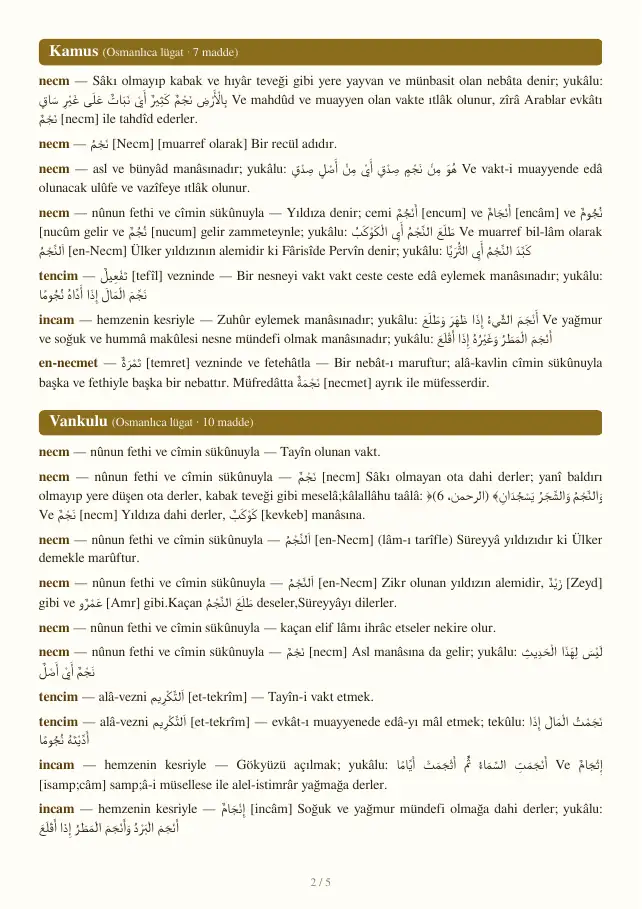 Kamus (Osmanlıca lügat · 7 madde)
necm — Sâkı olmayıp kabak ve hıyâr teveği gibi yere yayvan ve münbasit olan nebâta denir; yukâlu:
بِالْأَرْضِ نَجْمٌ كَثِيرٌ أَيْ نَبَاتٌ عَلَى غَيْرِ سَاقٍ Ve mahdûd ve muayyen olan vakte ıtlâk olunur, zîrâ Arablar evkâtı
نَجْمٌ [necm] ile tahdîd ederler.
necm — نَجْمُ [Necm] [muarref olarak] Bir recül adıdır.
necm — asl ve bünyâd manâsınadır; yukâlu: هُوَ مِنْ نَجْمِ صِدْقٍ أَيْ مِنْ أَصْلِ صِدْقٍ Ve vakt-i muayyende edâ
olunacak ulûfe ve vazîfeye ıtlâk olunur.
necm — nûnun fethi ve cîmin sükûnuyla — Yıldıza denir; cemi أَنْجُمٌ [encum] ve أَنْجَامٌ [encâm] ve نُجُومٌ
[nucûm gelir ve نُجُمٌ [nucum] gelir zammeteynle; yukâlu: طَلَعَ النَّجْمُ أَيِ الْكَوْكَبُ Ve muarref bil-lâm olarak
اَلنَّجْمُ [en-Necm] Ülker yıldızının alemidir ki Fârisîde Pervîn denir; yukâlu: كَبَّدَ النَّجْمُ أَيِ الثُّرَيَّا
tencim — تَفْعِيلٌ [tefîl] vezninde — Bir nesneyi vakt vakt ceste ceste edâ eylemek manâsınadır; yukâlu:
نَجَّمَ الْمَالَ إِذَا أَدَّاهُ نُجُومًا
incam — hemzenin kesriyle — Zuhûr eylemek manâsınadır; yukâlu: أَنْجَمَ الشَّيْءُ إِذَا ظَهَرَ وَطَلَعَ Ve yağmur
ve soğuk ve hummâ makûlesi nesne mündefi olmak manâsınadır; yukâlu: أَنْجَمَ الْمَطَرُ وَغَيْرُهُ إِذَا أَقْلَعَ
en-necmet — تَمْرَةٌ [temret] vezninde ve fetehâtla — Bir nebât-ı maruftur; alâ-kavlin cîmin sükûnuyla
başka ve fethiyle başka bir nebattır. Müfredâtta نَجْمَةٌ [necmet] ayrık ile müfesserdir.
Vankulu (Osmanlıca lügat · 10 madde)
necm — nûnun fethi ve cîmin sükûnuyla — Tayîn olunan vakt.
necm — nûnun fethi ve cîmin sükûnuyla — نَجْمٌ [necm] Sâkı olmayan ota dahi derler; yanî baldırı
olmayıp yere düşen ota derler, kabak teveği gibi meselâ;kâlallâhu taâlâ: ﴿وَالنَّجْمُ وَالشَّجَرُ يَسْجُدَانِ﴾ (الرحمن، 6)
Ve نَجْمٌ [necm] Yıldıza dahi derler, كَوْكَبٌ [kevkeb] manâsına.
necm — nûnun fethi ve cîmin sükûnuyla — اَلنَّجْمُ [en-Necm] (lâm-ı tarîfle) Süreyyâ yıldızıdır ki Ülker
demekle marûftur.
necm — nûnun fethi ve cîmin sükûnuyla — اَلنَّجْمُ [en-Necm] Zikr olunan yıldızın alemidir, زَيْدٌ [Zeyd]
gibi ve عَمْرٌو [Amr] gibi.Kaçan طَلَعَ النَّجْمُ deseler,Süreyyâyı dilerler.
necm — nûnun fethi ve cîmin sükûnuyla — kaçan elif lâmı ihrâc etseler nekire olur.
necm — nûnun fethi ve cîmin sükûnuyla — نَجْمٌ [necm] Asl manâsına da gelir; yukâlu: لَيْسَ لِهَذَا الْحَدِيثِ
نَجْمٌ أَيْ أَصْلٌ
tencim — alâ-vezni اَلتَّكْرِيم [et-tekrîm] — Tayîn-i vakt etmek.
tencim — alâ-vezni اَلتَّكْرِيم [et-tekrîm] — evkât-ı muayyenede edâ-yı mâl etmek; tekûlu: نَجَمْتُ الْمَالَ إِذَا
أَدَّيْتَهُ نُجُومًا
incam — hemzenin kesriyle — Gökyüzü açılmak; yukâlu: أَنْجَمَتِ السَّمَاءُ ثُمَّ أَثْجَمَتْ أَيَّامًا Ve إِثْجَامٌ
[isamp;câm] samp;â-i müsellese ile alel-istimrâr yağmağa derler.
incam — hemzenin kesriyle — إِنْجَامٌ [incâm] Soğuk ve yağmur mündefi olmağa dahi derler; yukâlu:
أَنْجَمَ الْبَرْدُ وَأَنْجَمَ الْمَطَرُ إِذا أَقْلَعَ
2 / 5